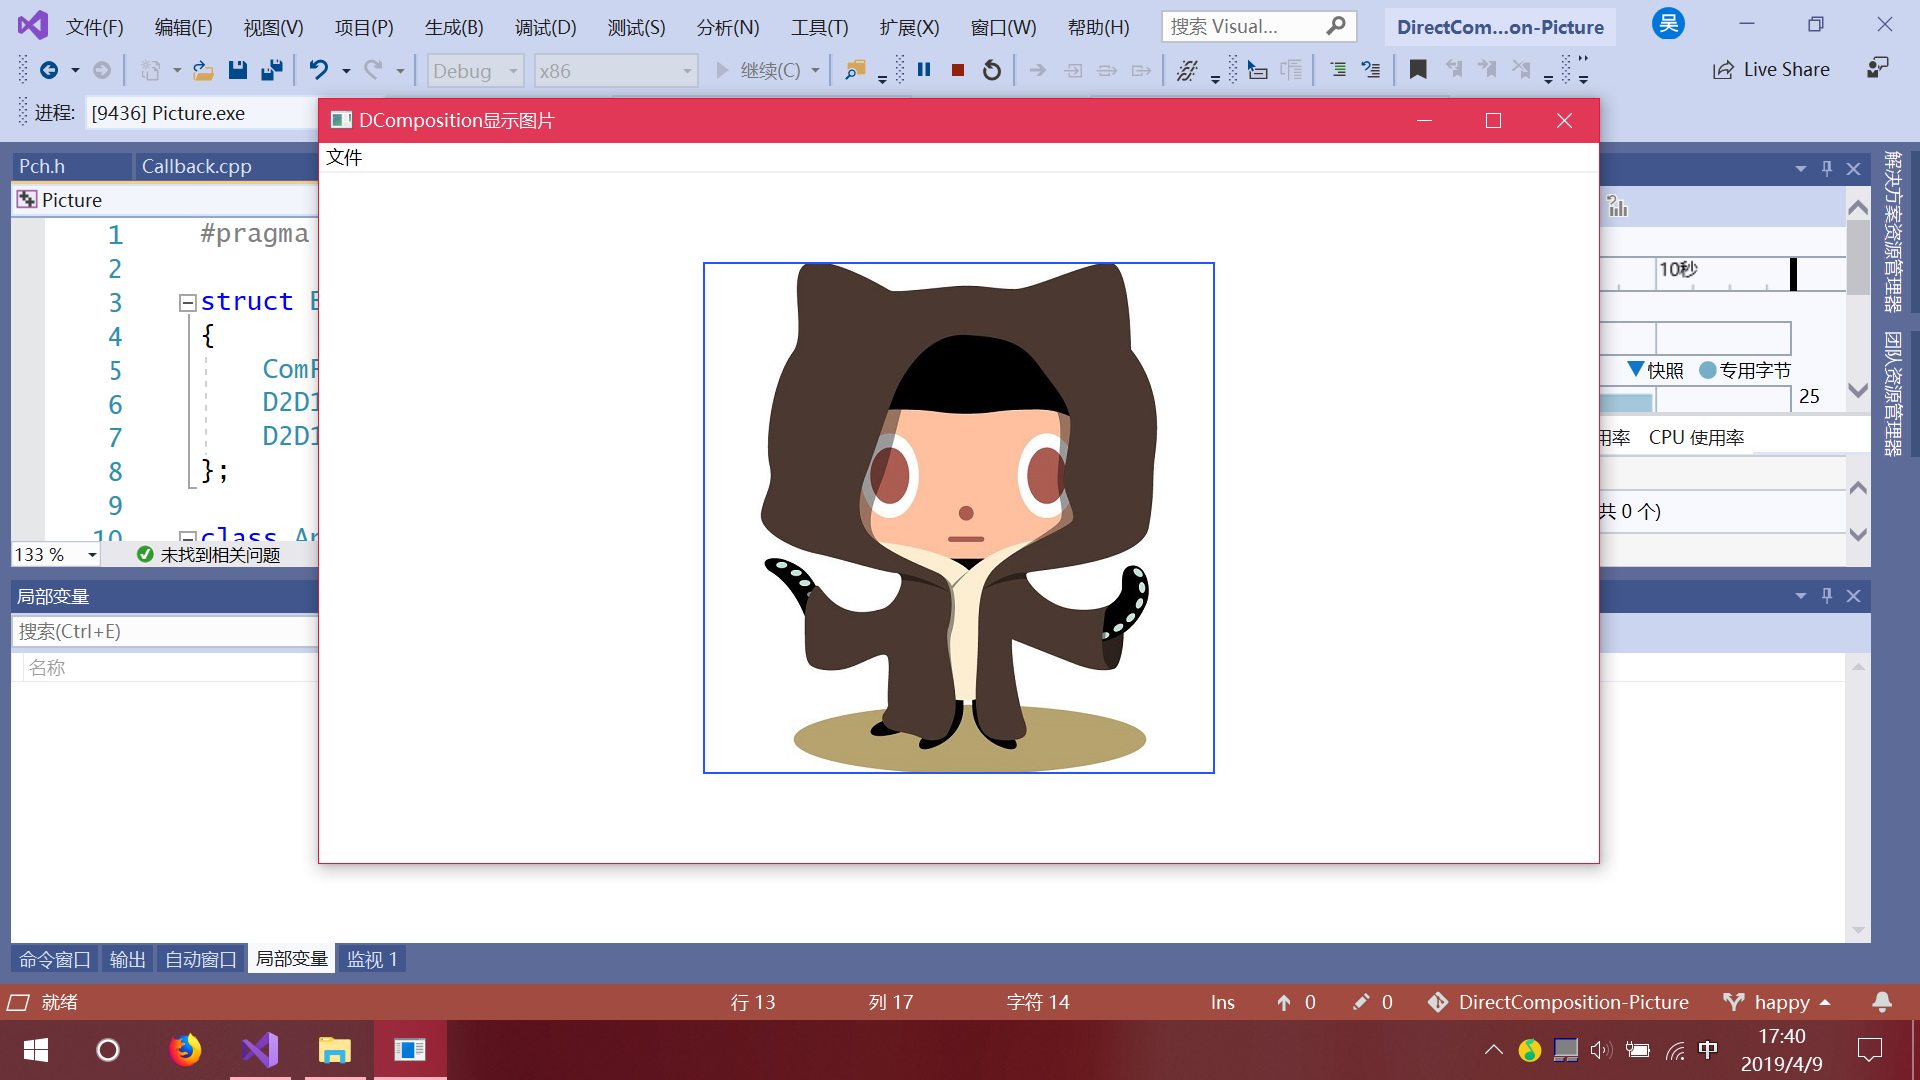 文件(F) 编辑(E) 视图(V) 项目(P) 生成(B) 调试(D) 测试(S) 分析(N) 工具(T) 扩展(X) 窗口(W) 帮助(H) 搜索 Visual... DirectCom...on-Picture 吴
Debug x86 继续(C) Live Share
进程: [9436] Picture.exe
DComposition显示图片
文件
Pch.h Callback.cpp
Picture
1 #pragma
2
3 struct
4 {
5 Com
6 D2D1
7 D2D1
8 };
9
10 class
133 % 未找到相关问题
10秒
快照 专用字节
25
用率 CPU 使用率
共 0 个)
解决方案资源管理器
团队资源管理器
局部变量
搜索(Ctrl+E)
名称
命令窗口 输出 自动窗口 局部变量 监视 1
就绪 行 13 列 17 字符 14 Ins 0 0 DirectComposition-Picture happy
中 17:40
2019/4/9